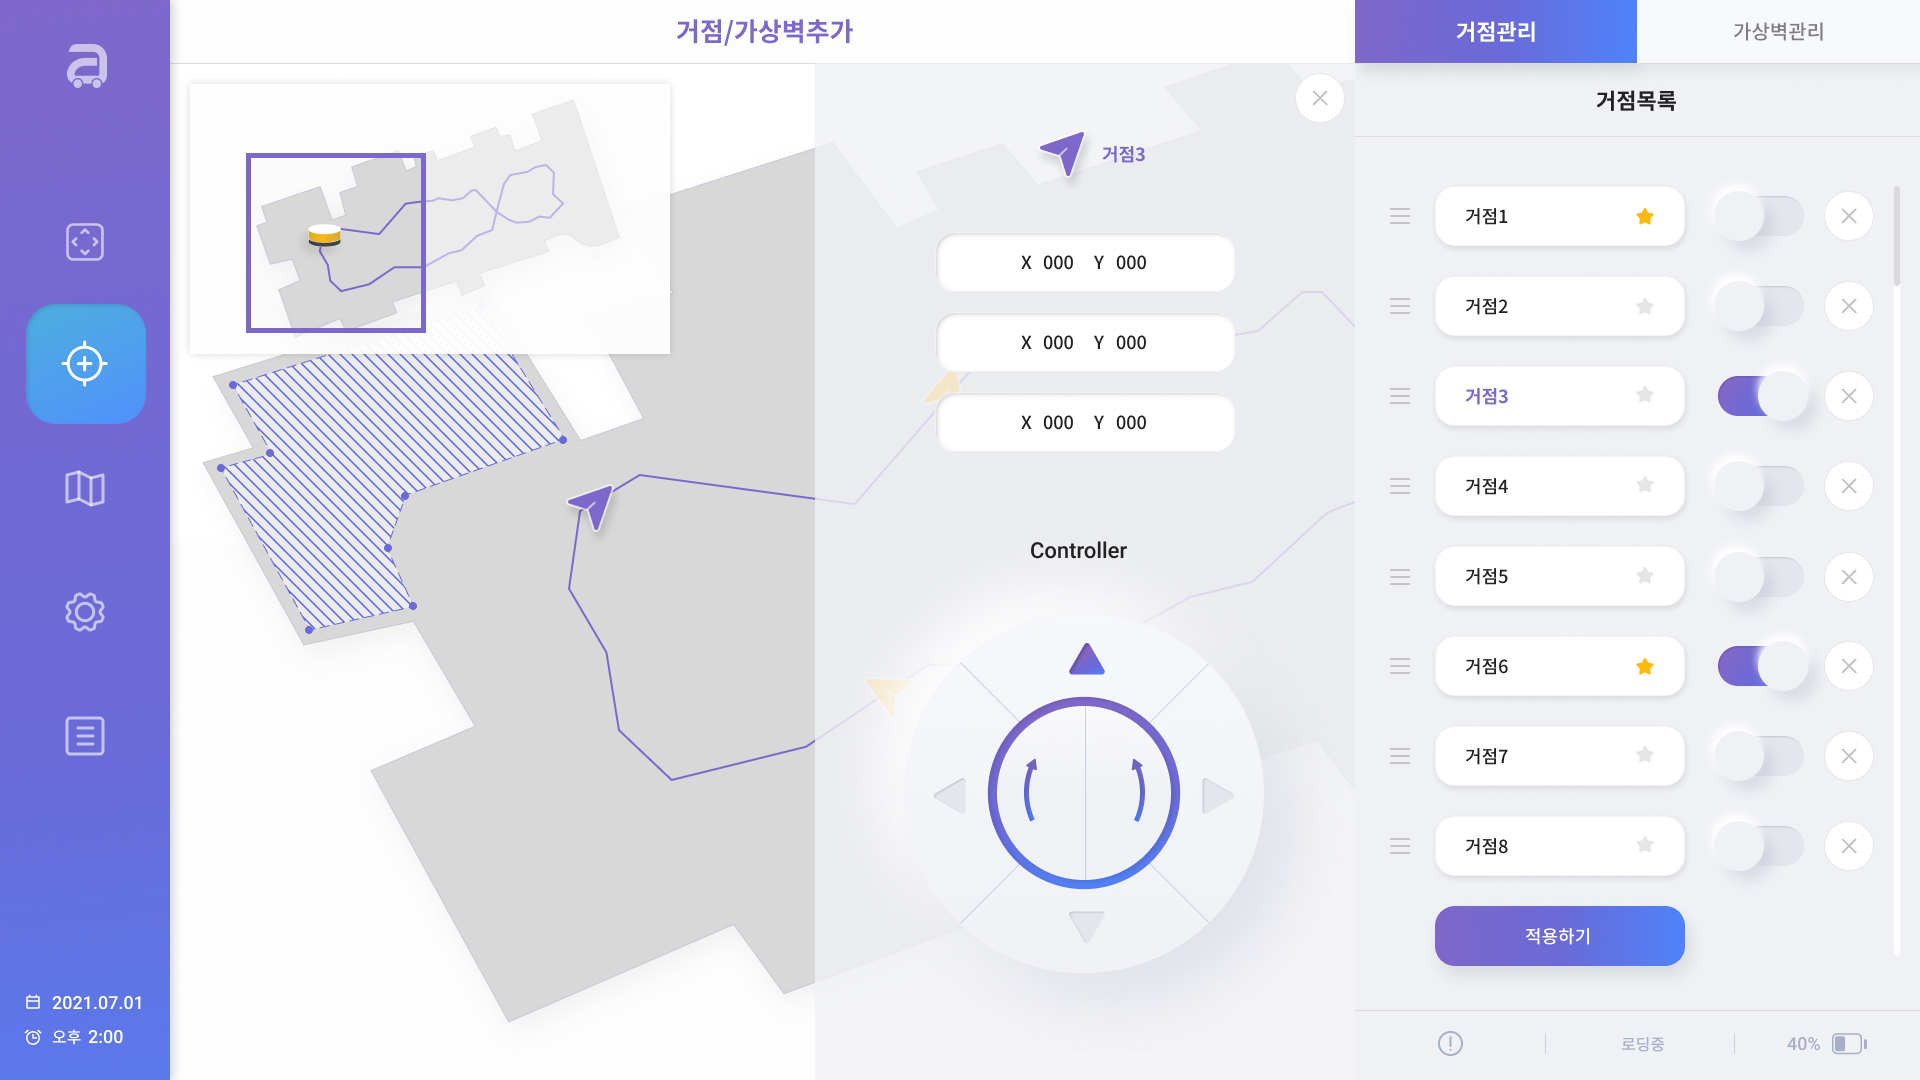 거점/가상벽추가
거점관리
가상벽관리
거점목록
거점3
X 000 Y 000
X 000 Y 000
X 000 Y 000
Controller
거점1
거점2
거점3
거점4
거점5
거점6
거점7
거점8
적용하기
2021.07.01
오후 2:00
로딩중
40%